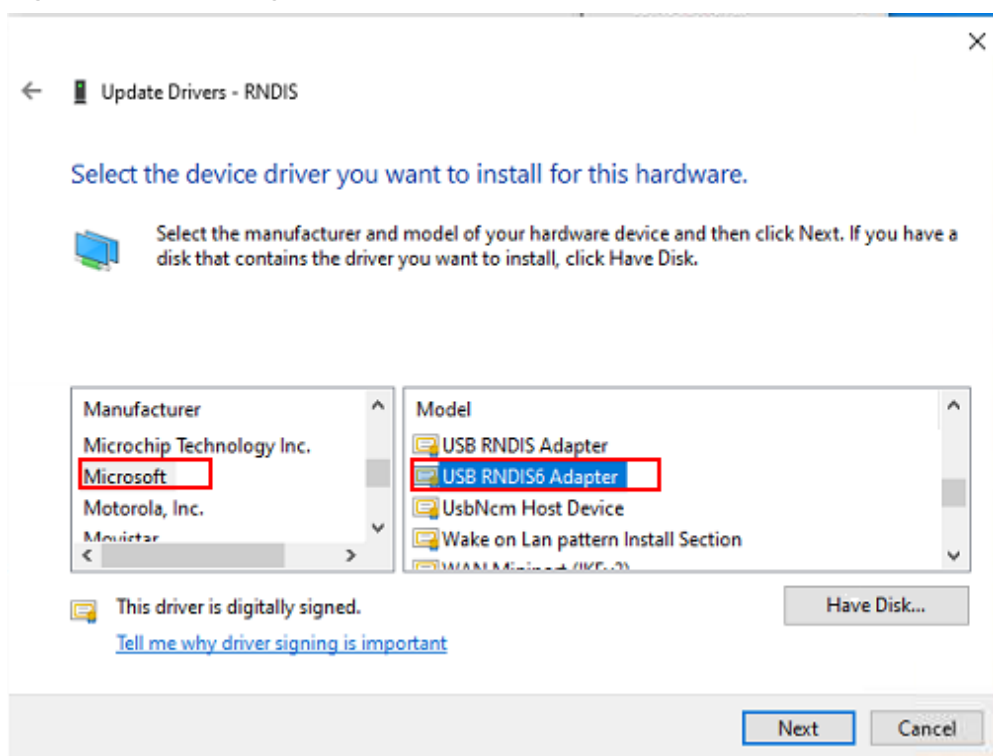 Update Drivers - RNDIS
Select the device driver you want to install for this hardware.
Select the manufacturer and model of your hardware device and then click Next. If you have a
disk that contains the driver you want to install, click Have Disk.
Manufacturer
Microchip Technology Inc.
Microsoft
Motorola, Inc.
Movistar
Model
USB RNDIS Adapter
USB RNDIS6 Adapter
UsbNcm Host Device
Wake on Lan pattern Install Section
WAN Miniport (IKEv2)
This driver is digitally signed.
Have Disk...
Tell me why driver signing is important
Next
Cancel